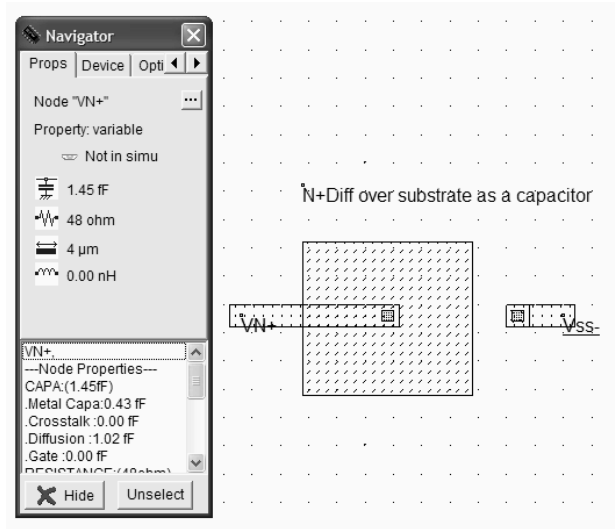 Navigator
Props Device Opti
Node "VN+"
...
Property: variable
Not in simu
1.45 fF
48 ohm
4 µm
0.00 nH
VN+,
---Node Properties---
CAPA:(1.45fF)
.Metal Capa:0.43 fF
.Crosstalk :0.00 fF
.Diffusion :1.02 fF
.Gate :0.00 fF
RESISTANCE:(48ohm)
Hide Unselect
N+Diff over substrate as a capacitor
VN+
Vss-